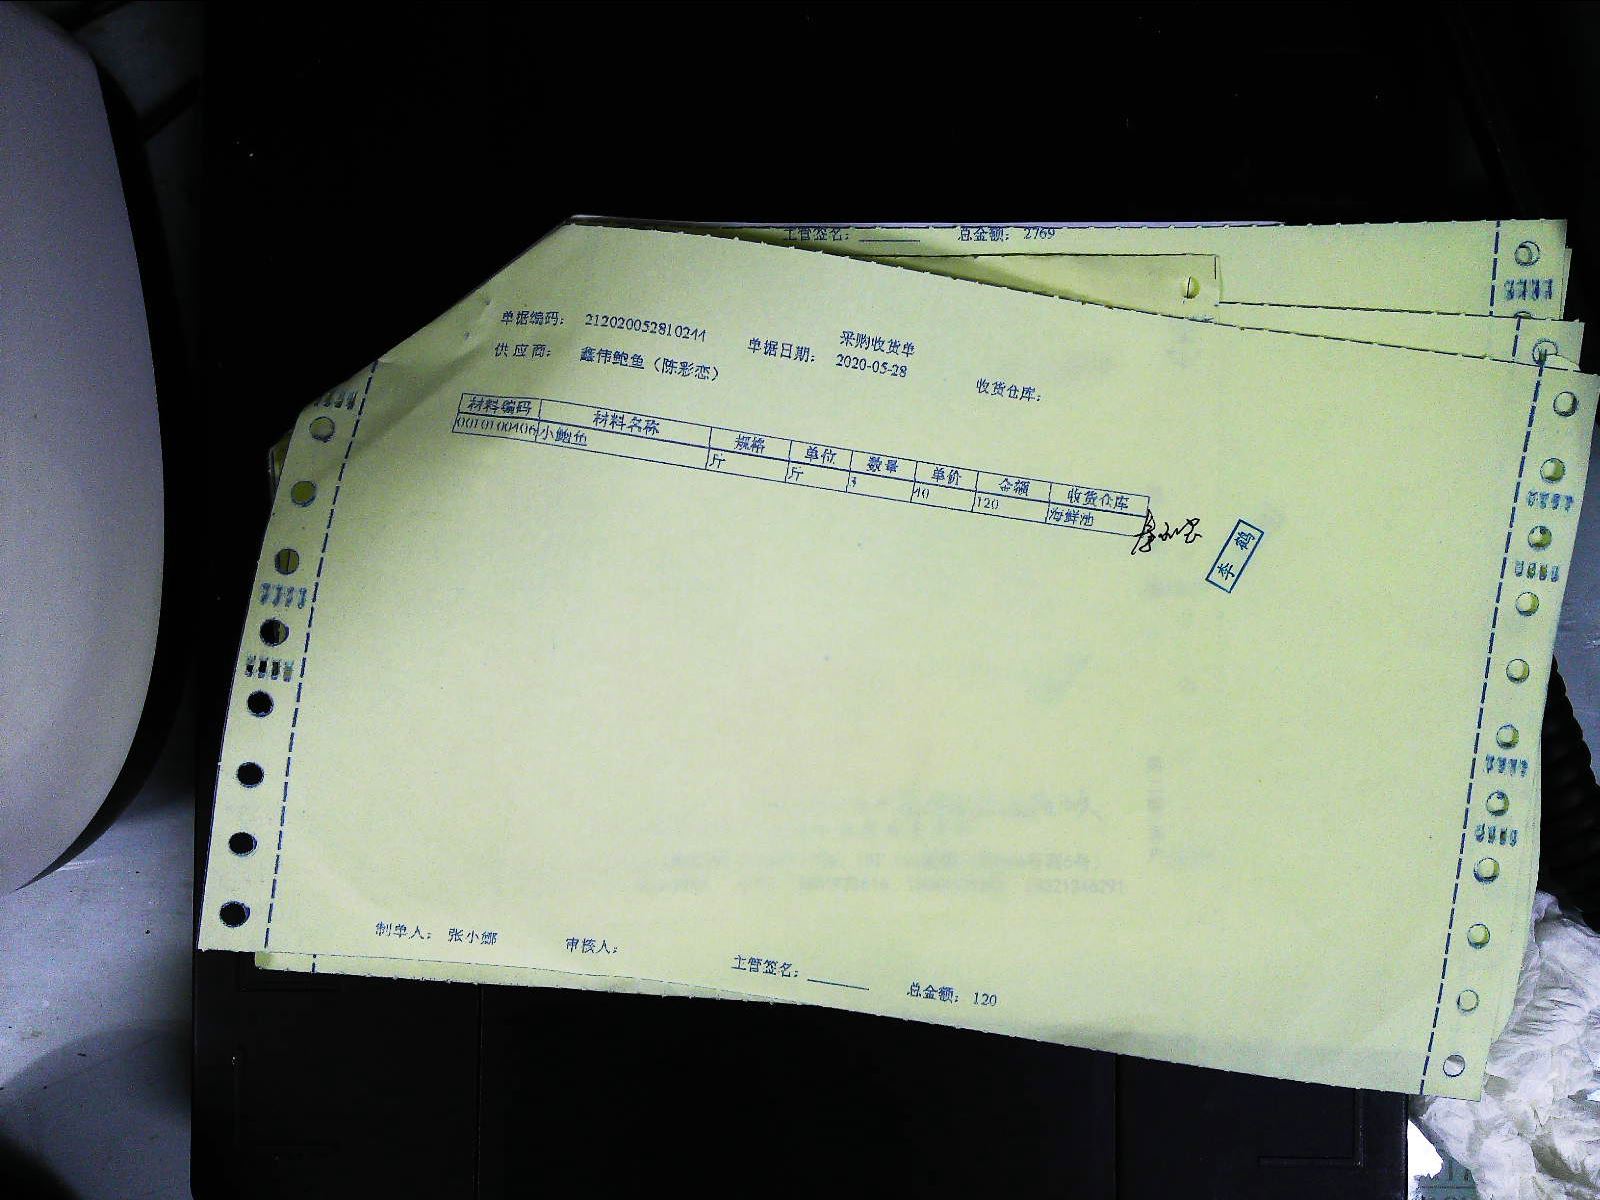 主管签名：______ 总金额： 2769
采购收货单
单据编码： 212020052810244 单据日期： 2020-05-28 收货仓库：
供应商： 鑫伟鲍鱼（陈彩恋）
材料编码 材料名称 规格 单位 数量 单价 金额 收货仓库
0010100406 小鲍鱼 斤 斤 3 40 120 海鲜池
李鹤
制单人： 张小娜 审核人： 主管签名：______ 总金额： 120